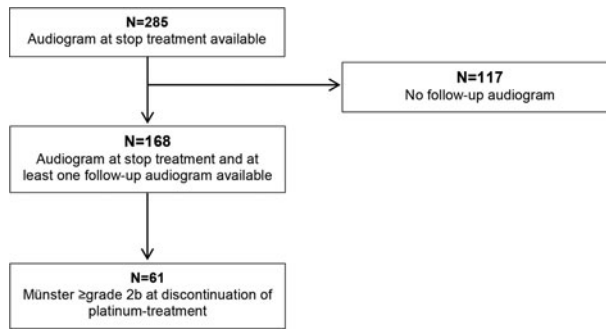 N=285
Audiogram at stop treatment available
N=117
No follow-up audiogram
N=168
Audiogram at stop treatment and at
least one follow-up audiogram available
N=61
Münster ≥grade 2b at discontinuation of
platinum-treatment